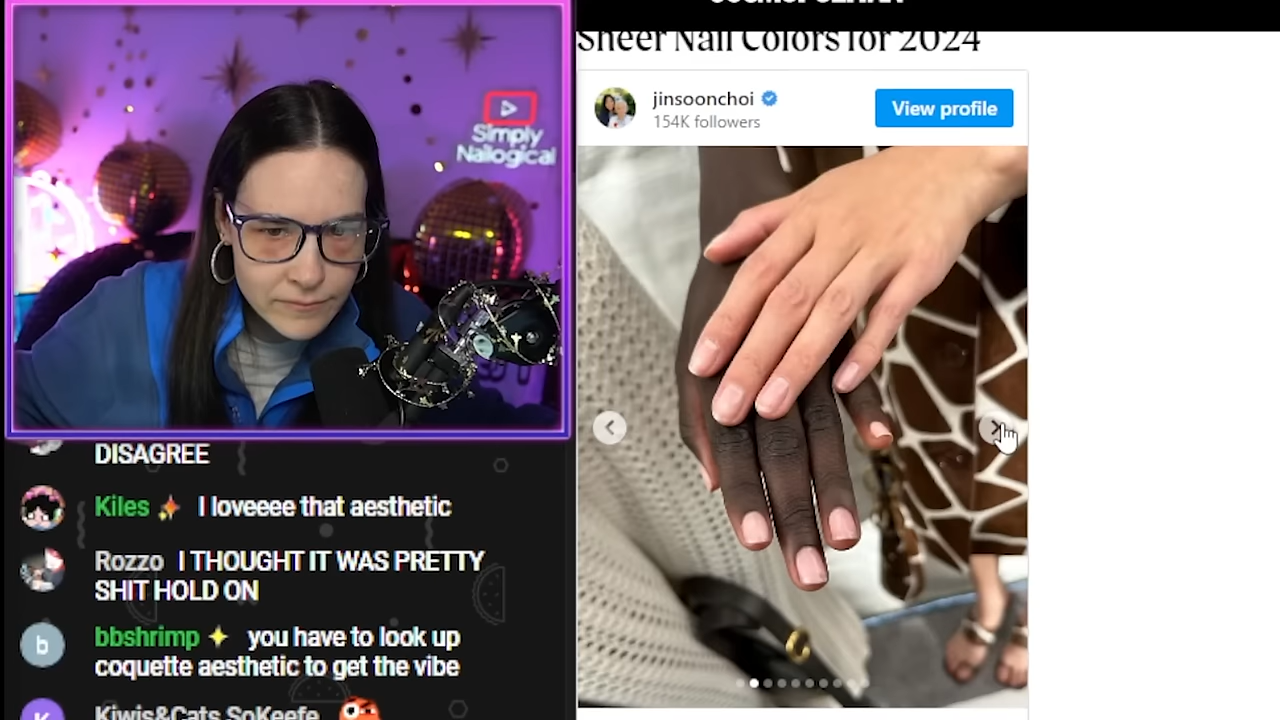 COSMOPOLITAN
Sheer Nail Colors for 2024
jinsoonchoi
154K followers
View profile
Simply
Nailogical
DISAGREE
Kiles I loveeee that aesthetic
Rozzo I THOUGHT IT WAS PRETTY
SHIT HOLD ON
bbshrimp you have to look up
coquette aesthetic to get the vibe
b
Kiwis&Cats SoKeefe